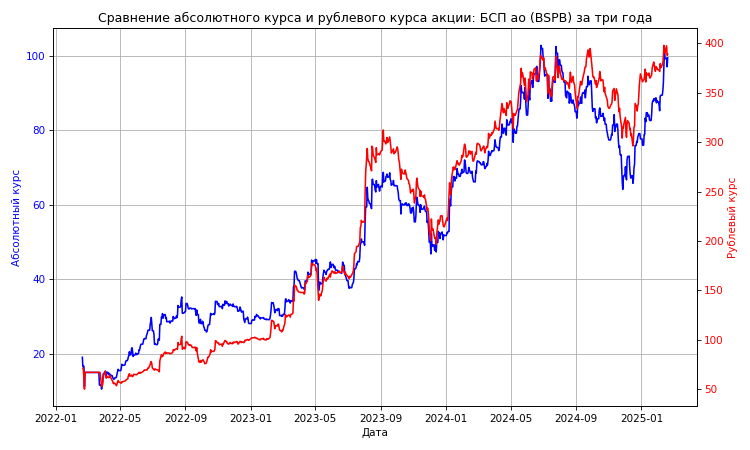 Сравнение абсолютного курса и рублевого курса акции: БСП ао (BSPB) за три года
Абсолютный курс
100
80
60
40
20
400
350
300
250
200
150
100
50
Рублевый курс
2022-01 2022-05 2022-09 2023-01 2023-05 2023-09 2024-01 2024-05 2024-09 2025-01
Дата